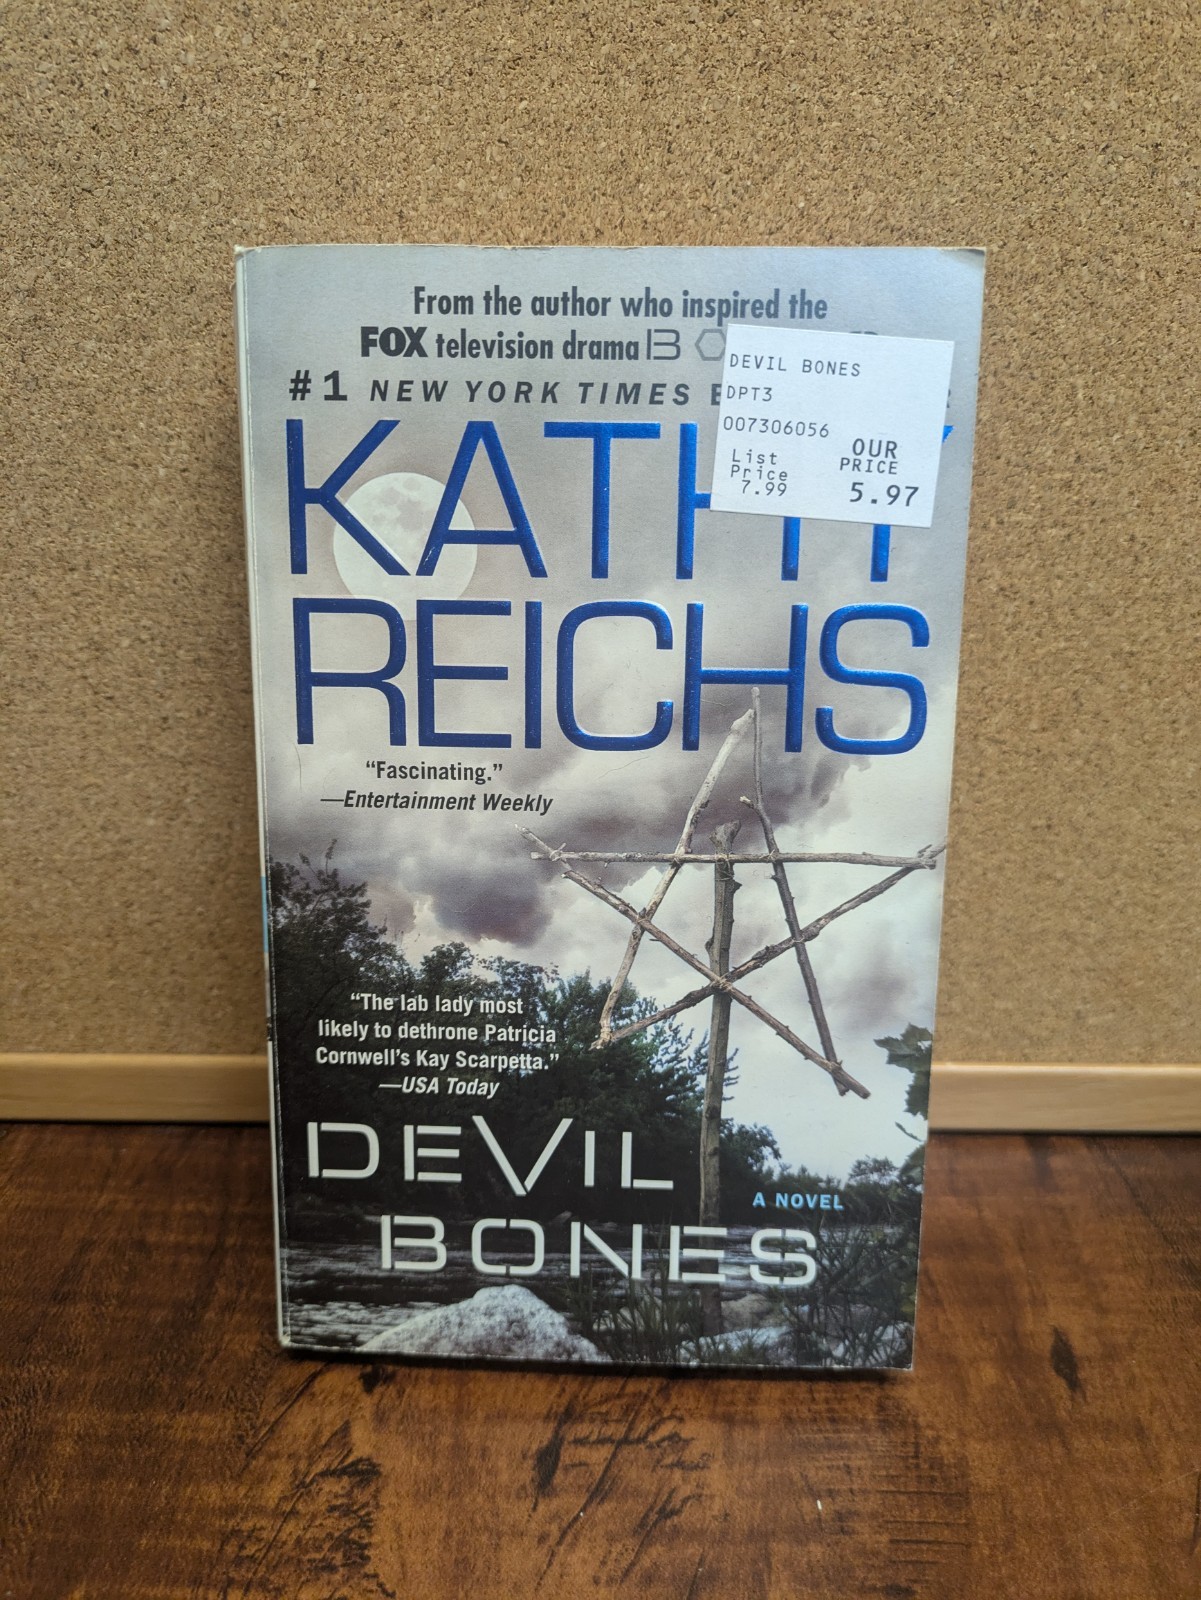 From the author who inspired the
FOX television drama BO
#1 NEW YORK TIMES
DEVIL BONES
DPT3
007306056
List
Price
7.99
OUR
PRICE
5.97
KATHY
REICHS
“Fascinating.”
—Entertainment Weekly
“The lab lady most
likely to dethrone Patricia
Cornwell’s Kay Scarpetta.”
—USA Today
DEVIL
A NOVEL
BONES